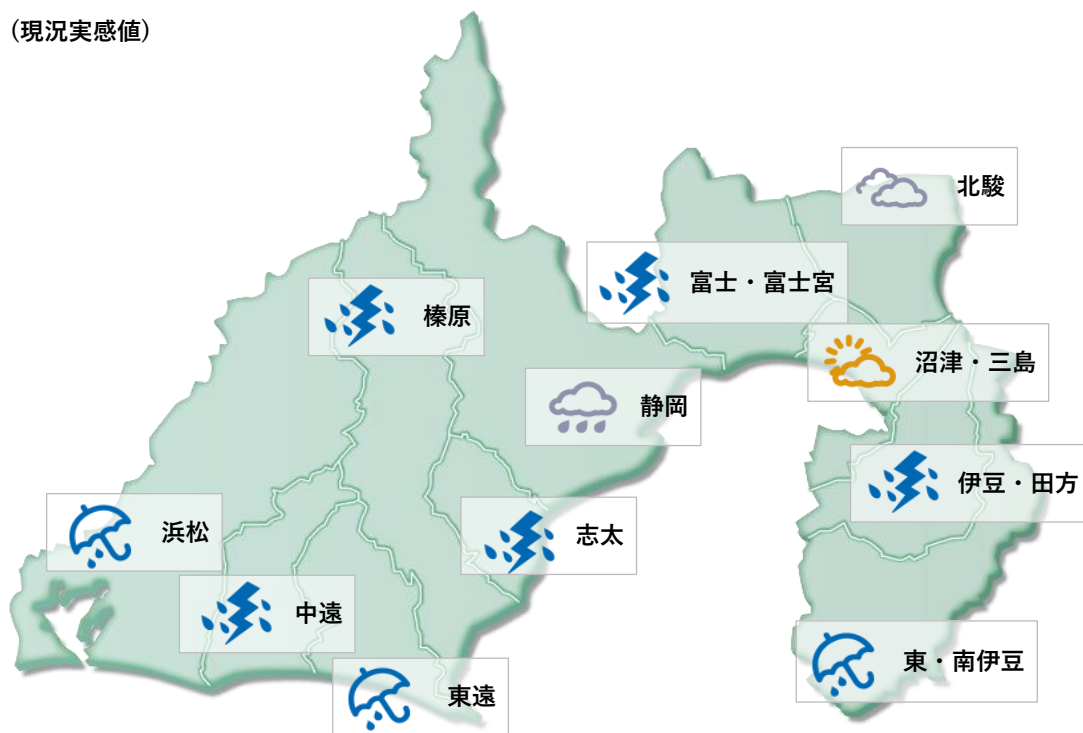 (現況実感値)
北駿
富士・富士宮
榛原
沼津・三島
静岡
伊豆・田方
浜松
志太
中遠
東・南伊豆
東遠